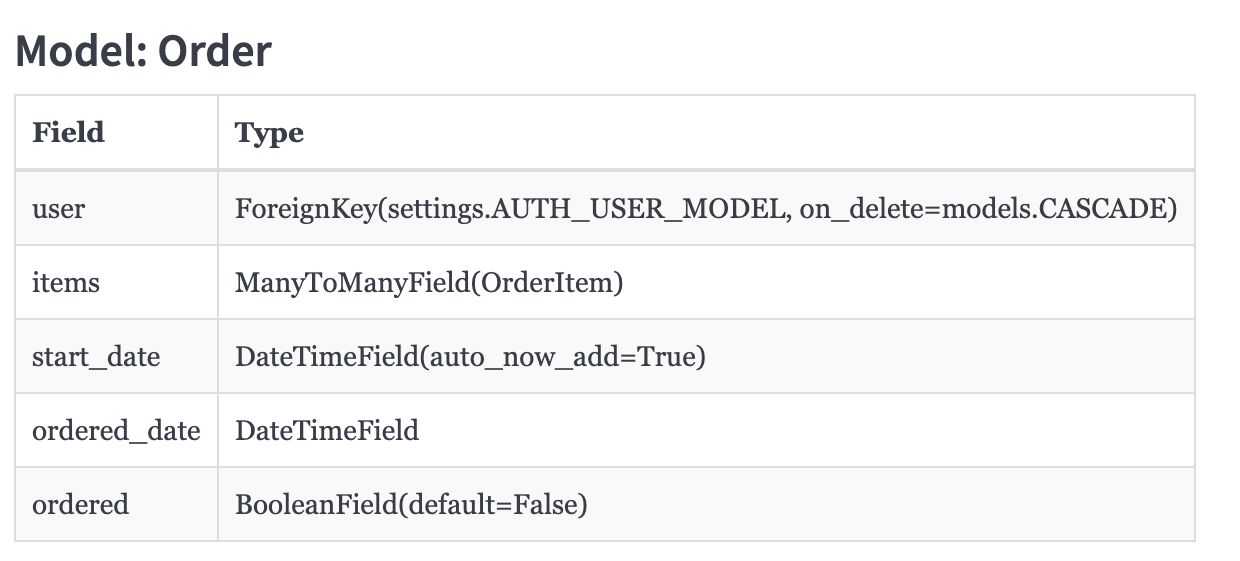 Model: Order
Field Type
user ForeignKey(settings.AUTH_USER_MODEL, on_delete=models.CASCADE)
items ManyToManyField(OrderItem)
start_date DateTimeField(auto_now_add=True)
ordered_date DateTimeField
ordered BooleanField(default=False)